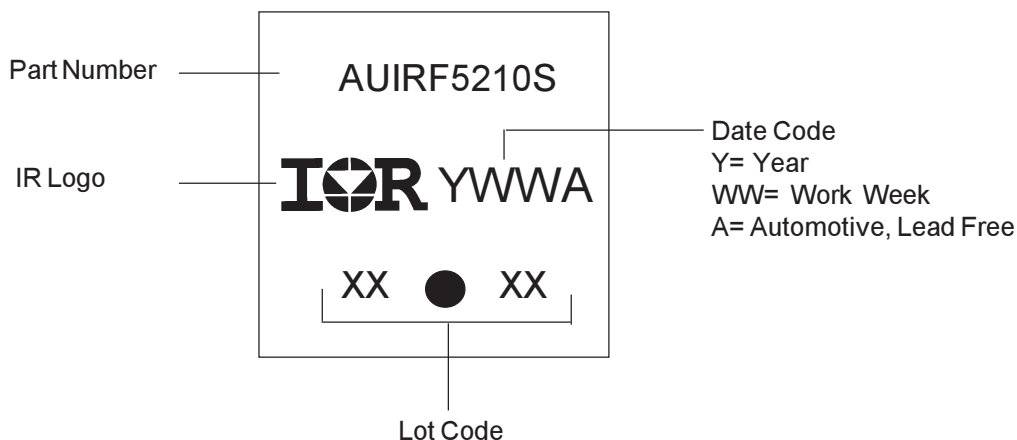 Part Number
AUIRF5210S
IR Logo
IOR YWWA
Date Code
Y= Year
WW= Work Week
A= Automotive, Lead Free
XX XX
Lot Code